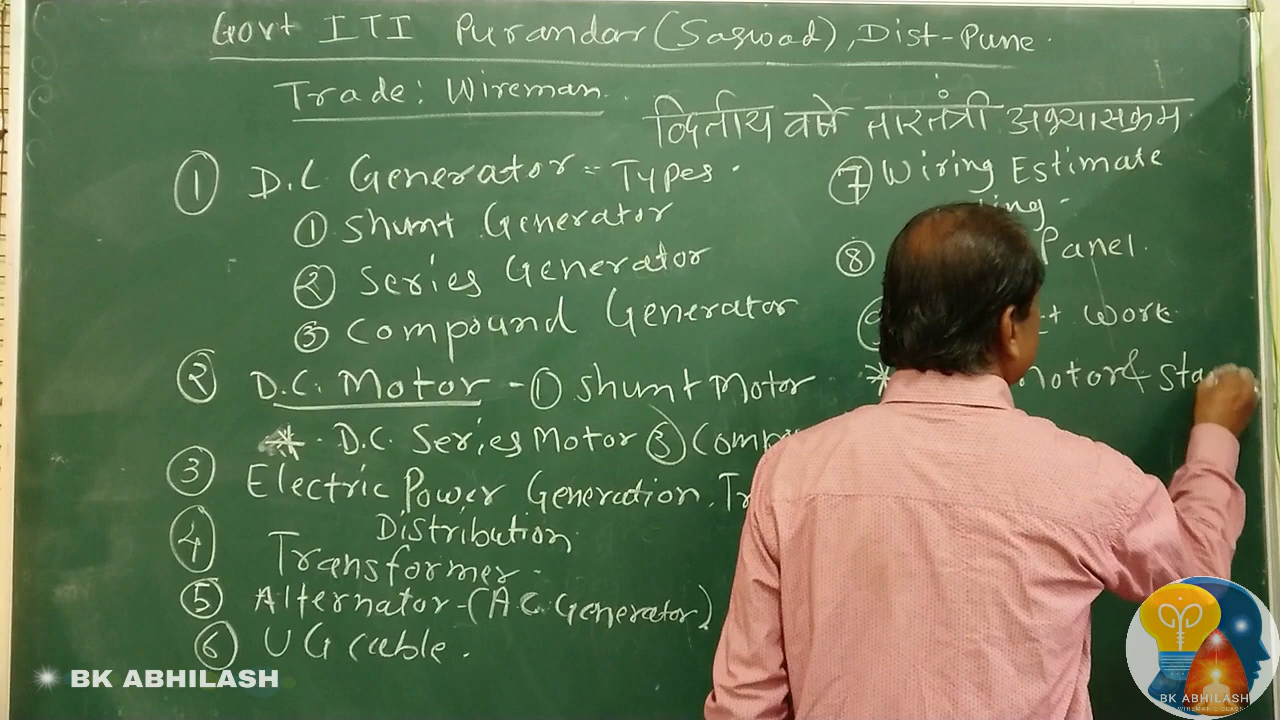 Govt ITI Purandar (Saswad), Dist-Pune.
Trade: Wireman.
द्वितीय वर्ष तारतंत्री अभ्यासक्रम.
① D.C Generator = Types.
① Shunt Generator
② Series Generator
③ Compound Generator
② D.C. Motor - ① Shunt Motor
* D.C. Series Motor ③
③ Electric Power Generation,
Distribution
④ Transformer.
⑤ Alternator - (AC Generator)
⑥ UG cable.
⑦ Wiring Estimate
⑧ Panel.
Work
* Motor &
BK ABHILASH
BK ABHILASH
WIREMAN'S CLASS